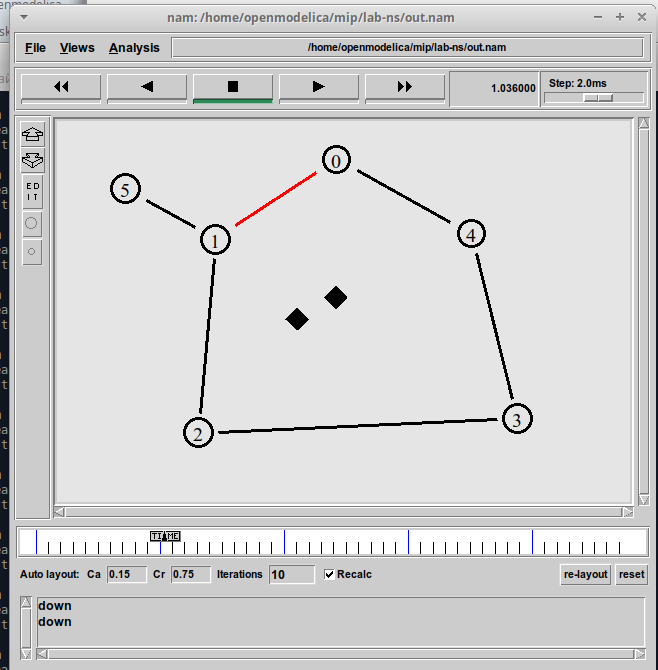 nam: /home/openmodelica/mip/lab-ns/out.nam
File Views Analysis /home/openmodelica/mip/lab-ns/out.nam
1.036000 Step: 2.0ms
ED
IT
0
5
1
4
3
2
TIME
Auto layout: Ca 0.15 Cr 0.75 Iterations 10 Recalc re-layout reset
down
down